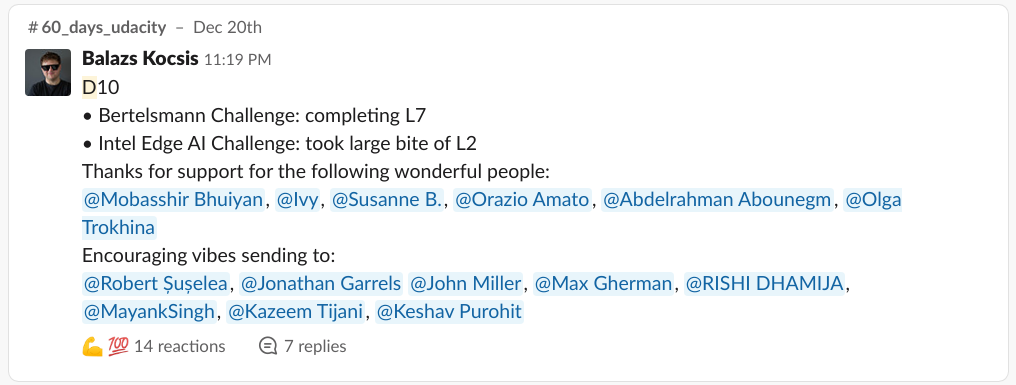 # 60_days_udacity – Dec 20th
Balazs Kocsis 11:19 PM
D10
• Bertelsmann Challenge: completing L7
• Intel Edge AI Challenge: took large bite of L2
Thanks for support for the following wonderful people:
@Mobasshir Bhuiyan, @Ivy, @Susanne B., @Orazio Amato, @Abdelrahman Abounegm, @Olga
Trokhina
Encouraging vibes sending to:
@Robert Șușelea, @Jonathan Garrels @John Miller, @Max Gherman, @RISHI DHAMIJA,
@MayankSingh, @Kazeem Tijani, @Keshav Purohit
💪 💯 14 reactions 7 replies